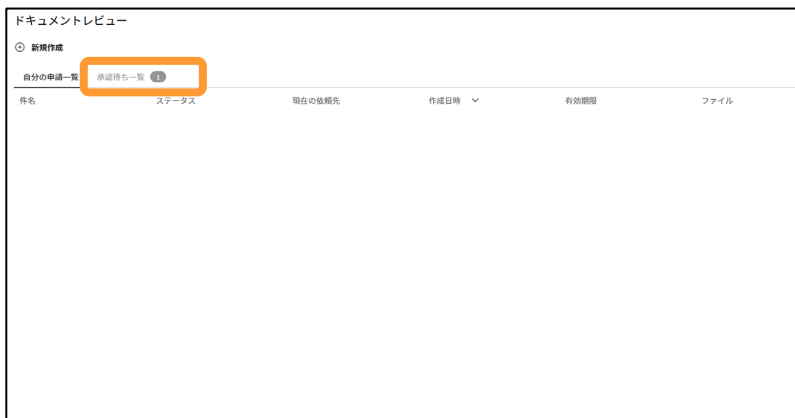 ドキュメントレビュー
新規作成
自分の申請一覧 承認待ち一覧 1
件名 ステータス 現在の依頼先 作成日時 有効期限 ファイル